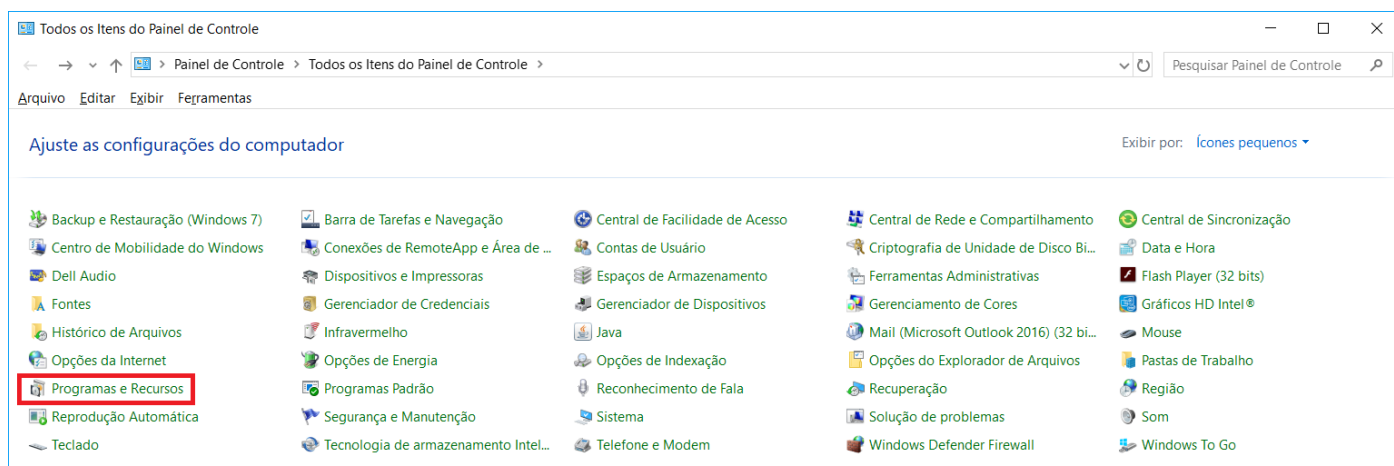 Todos os Itens do Painel de Controle
Painel de Controle > Todos os Itens do Painel de Controle >
Pesquisar Painel de Controle
Arquivo Editar Exibir Ferramentas
Ajuste as configurações do computador
Exibir por: Ícones pequenos
Backup e Restauração (Windows 7) Barra de Tarefas e Navegação Central de Facilidade de Acesso Central de Rede e Compartilhamento Central de Sincronização
Centro de Mobilidade do Windows Conexões de RemoteApp e Área de ... Contas de Usuário Criptografia de Unidade de Disco Bi... Data e Hora
Dell Audio Dispositivos e Impressoras Espaços de Armazenamento Ferramentas Administrativas Flash Player (32 bits)
Fontes Gerenciador de Credenciais Gerenciador de Dispositivos Gerenciamento de Cores Gráficos HD Intel®
Histórico de Arquivos Infravermelho Java Mail (Microsoft Outlook 2016) (32 bi... Mouse
Opções da Internet Opções de Energia Opções de Indexação Opções do Explorador de Arquivos Pastas de Trabalho
Programas e Recursos Programas Padrão Reconhecimento de Fala Recuperação Região
Reprodução Automática Segurança e Manutenção Sistema Solução de problemas Som
Teclado Tecnologia de armazenamento Intel... Telefone e Modem Windows Defender Firewall Windows To Go